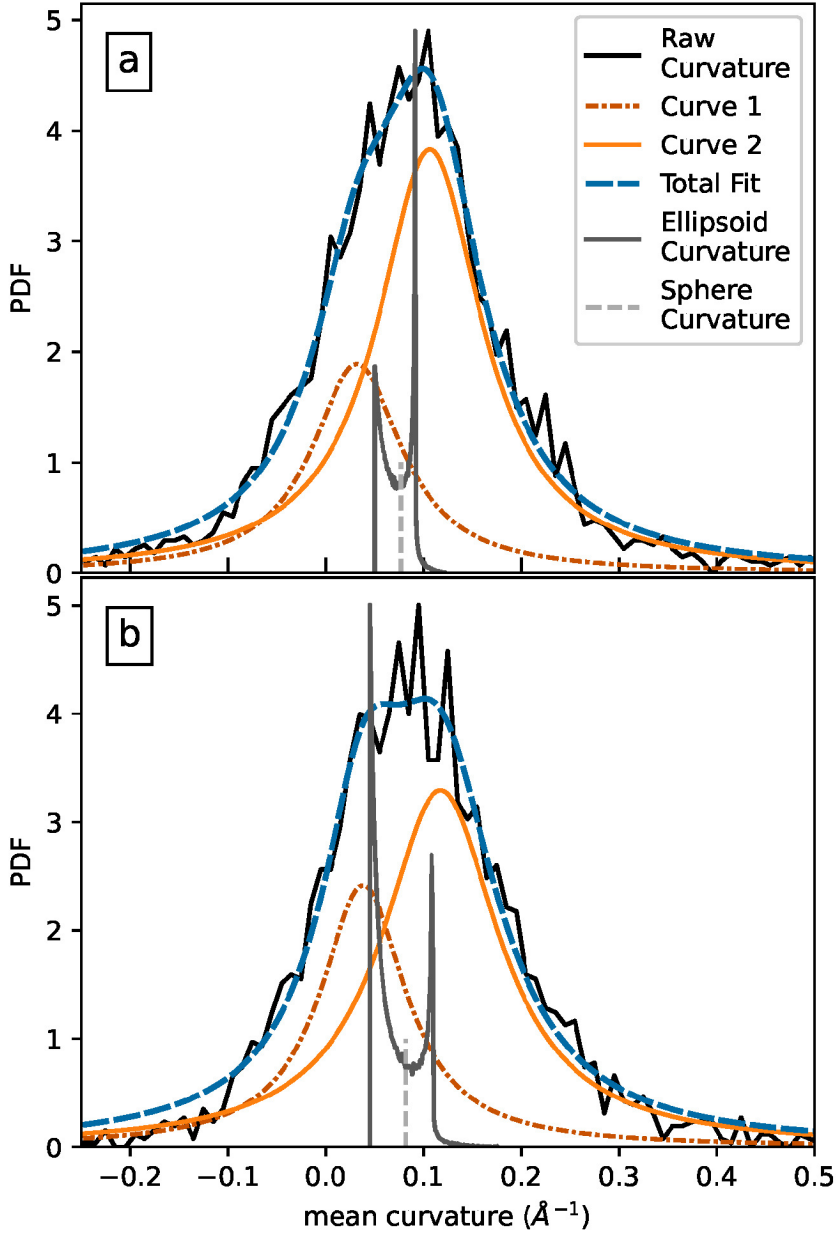 5
a
Raw
Curvature
Curve 1
Curve 2
Total Fit
Ellipsoid
Curvature
Sphere
Curvature
4
3
PDF
2
1
0
5
b
4
3
PDF
2
1
0
−0.2 −0.1 0.0 0.1 0.2 0.3 0.4 0.5
mean curvature (Å⁻¹)